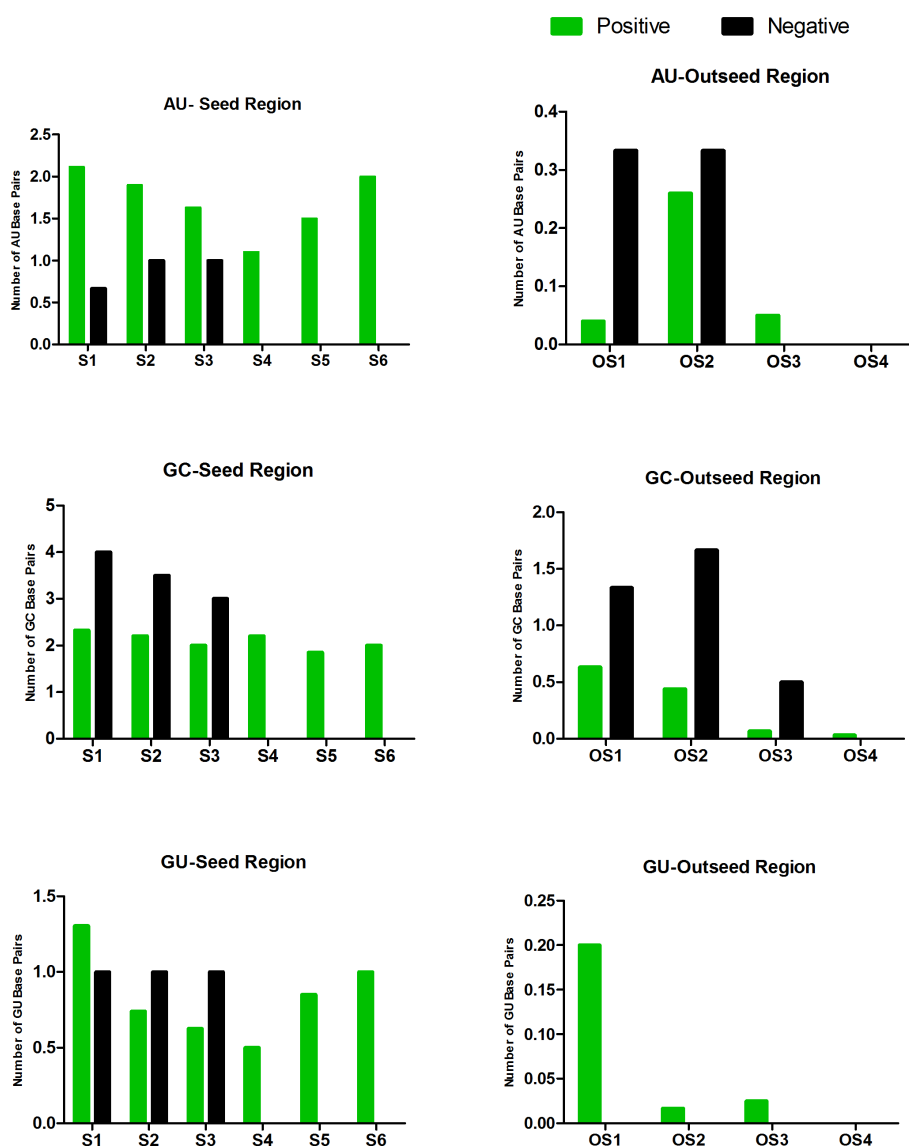 Positive Negative
AU- Seed Region
Number of AU Base Pairs
2.5
2.0
1.5
1.0
0.5
0.0
S1 S2 S3 S4 S5 S6
AU-Outseed Region
Number of AU Base Pairs
0.4
0.3
0.2
0.1
0.0
OS1 OS2 OS3 OS4
GC-Seed Region
Number of GC Base Pairs
5
4
3
2
1
0
S1 S2 S3 S4 S5 S6
GC-Outseed Region
Number of GC Base Pairs
2.0
1.5
1.0
0.5
0.0
OS1 OS2 OS3 OS4
GU-Seed Region
Number of GU Base Pairs
1.5
1.0
0.5
0.0
S1 S2 S3 S4 S5 S6
GU-Outseed Region
Number of GU Base Pairs
0.25
0.20
0.15
0.10
0.05
0.00
OS1 OS2 OS3 OS4